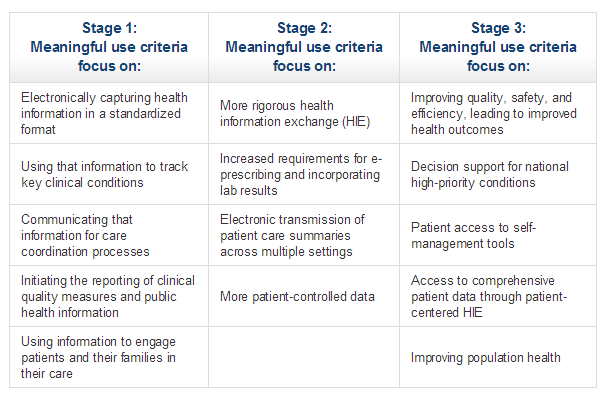 Stage 1:
Meaningful use criteria
focus on:
Stage 2:
Meaningful use criteria
focus on:
Stage 3:
Meaningful use criteria
focus on:
Electronically capturing health
information in a standardized
format
More rigorous health
information exchange (HIE)
Improving quality, safety, and
efficiency, leading to improved
health outcomes
Using that information to track
key clinical conditions
Increased requirements for e-
prescribing and incorporating
lab results
Decision support for national
high-priority conditions
Communicating that
information for care
coordination processes
Electronic transmission of
patient care summaries
across multiple settings
Patient access to self-
management tools
Initiating the reporting of clinical
quality measures and public
health information
More patient-controlled data
Access to comprehensive
patient data through patient-
centered HIE
Using information to engage
patients and their families in
their care
Improving population health